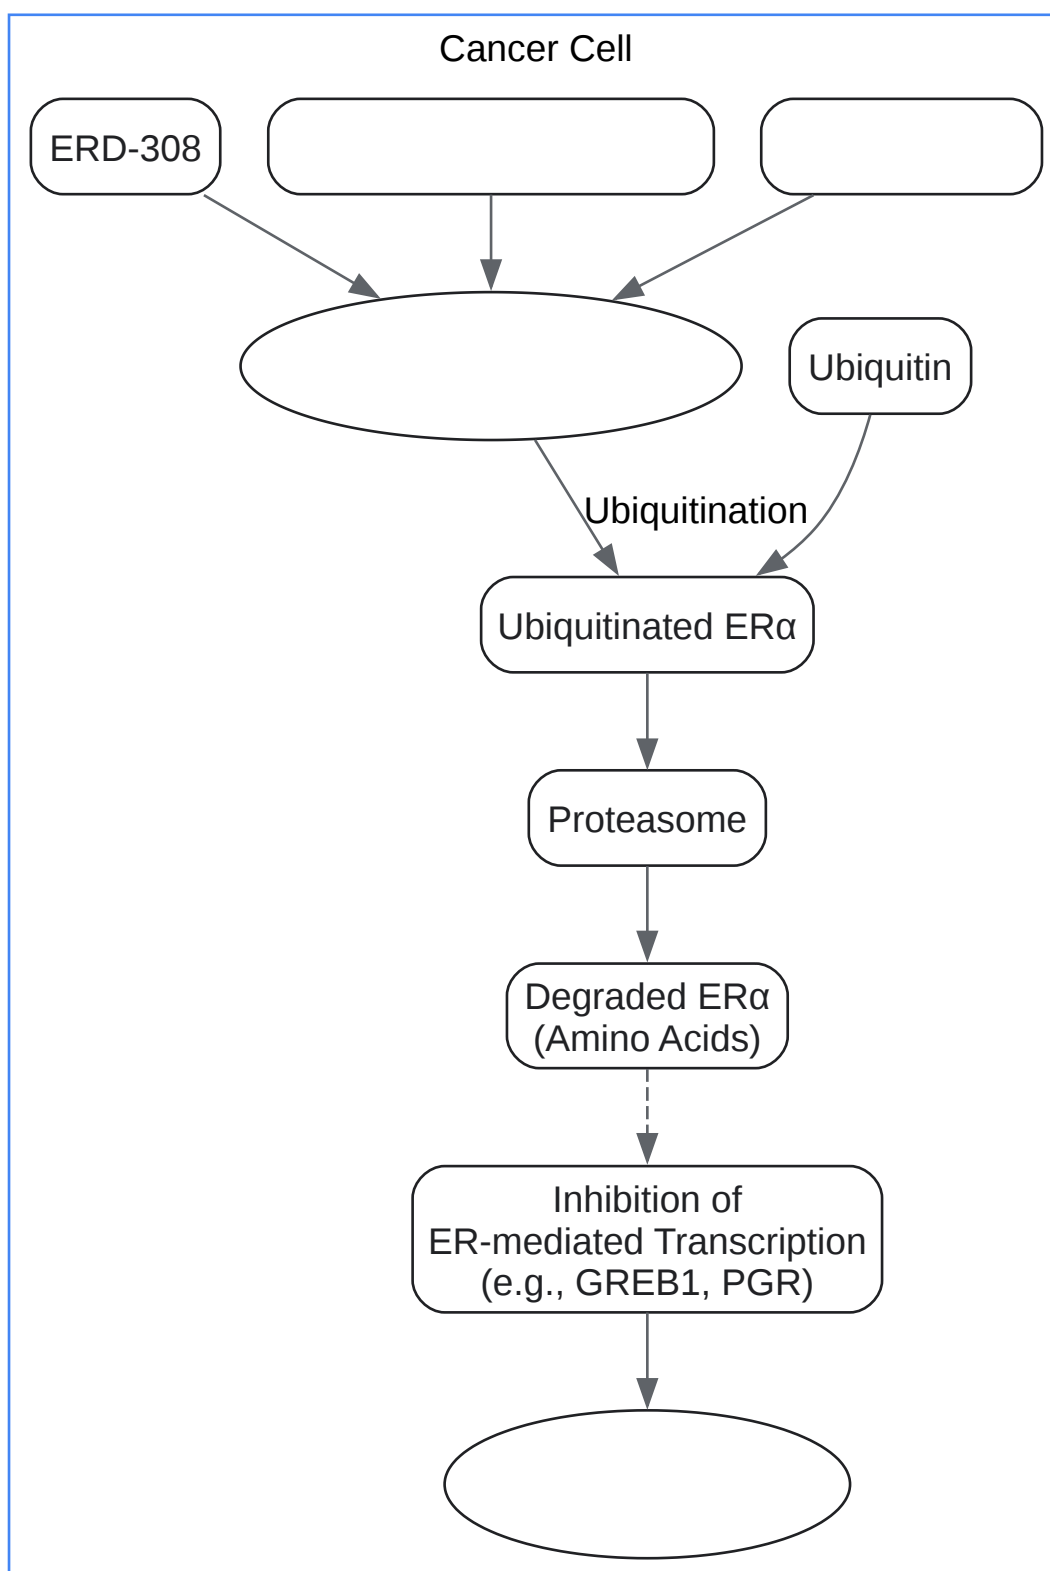 Cancer Cell
ERD-308
Ubiquitin
Ubiquitination
Ubiquitinated ERα
Proteasome
Degraded ERα
(Amino Acids)
Inhibition of
ER-mediated Transcription
(e.g., GREB1, PGR)